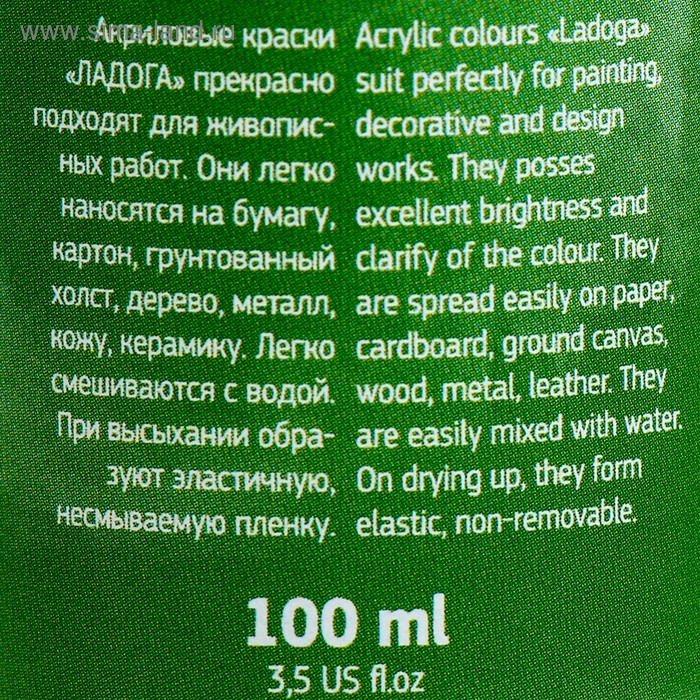 www.sima-land.ru
Акриловые краски
«ЛАДОГА» прекрасно
подходят для живопис-
ных работ. Они легко
наносятся на бумагу,
картон, грунтованный
холст, дерево, металл,
кожу, керамику. Легко
смешиваются с водой.
При высыхании обра-
зуют эластичную,
несмываемую пленку.
Acrylic colours «Ladoga»
suit perfectly for painting,
decorative and design
works. They posses
excellent brightness and
clarify of the colour. They
are spread easily on paper,
cardboard, ground canvas,
wood, metal, leather. They
are easily mixed with water.
On drying up, they form
elastic, non-removable.
100 ml
3,5 US fl.oz